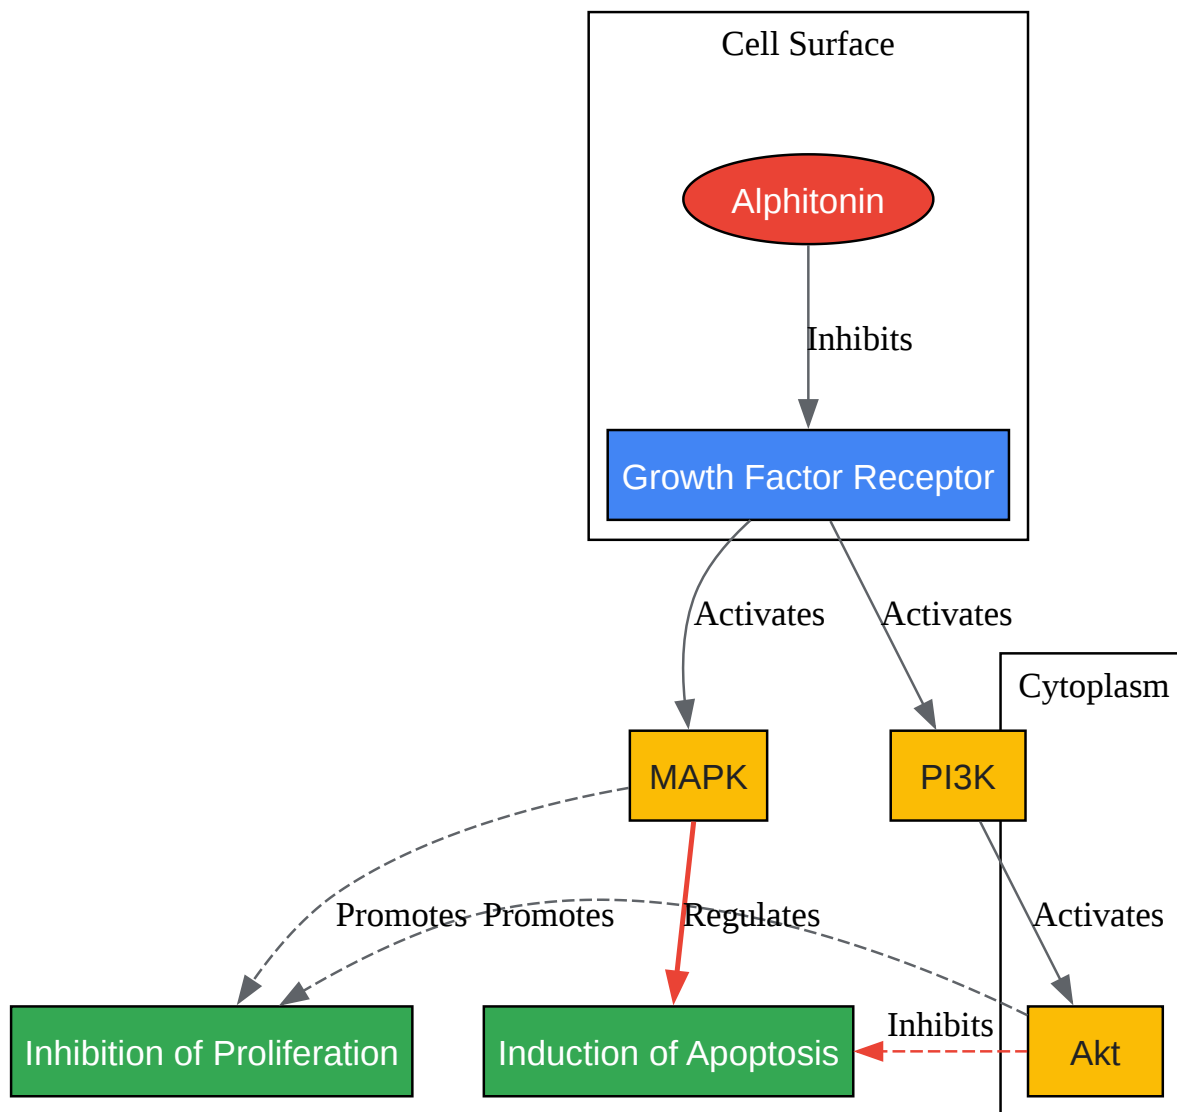 Cell Surface
Alphitonin
Inhibits
Growth Factor Receptor
Activates
Activates
Cytoplasm
MAPK
PI3K
Promotes
Promotes
Regulates
Activates
Inhibits
Inhibition of Proliferation
Induction of Apoptosis
Akt